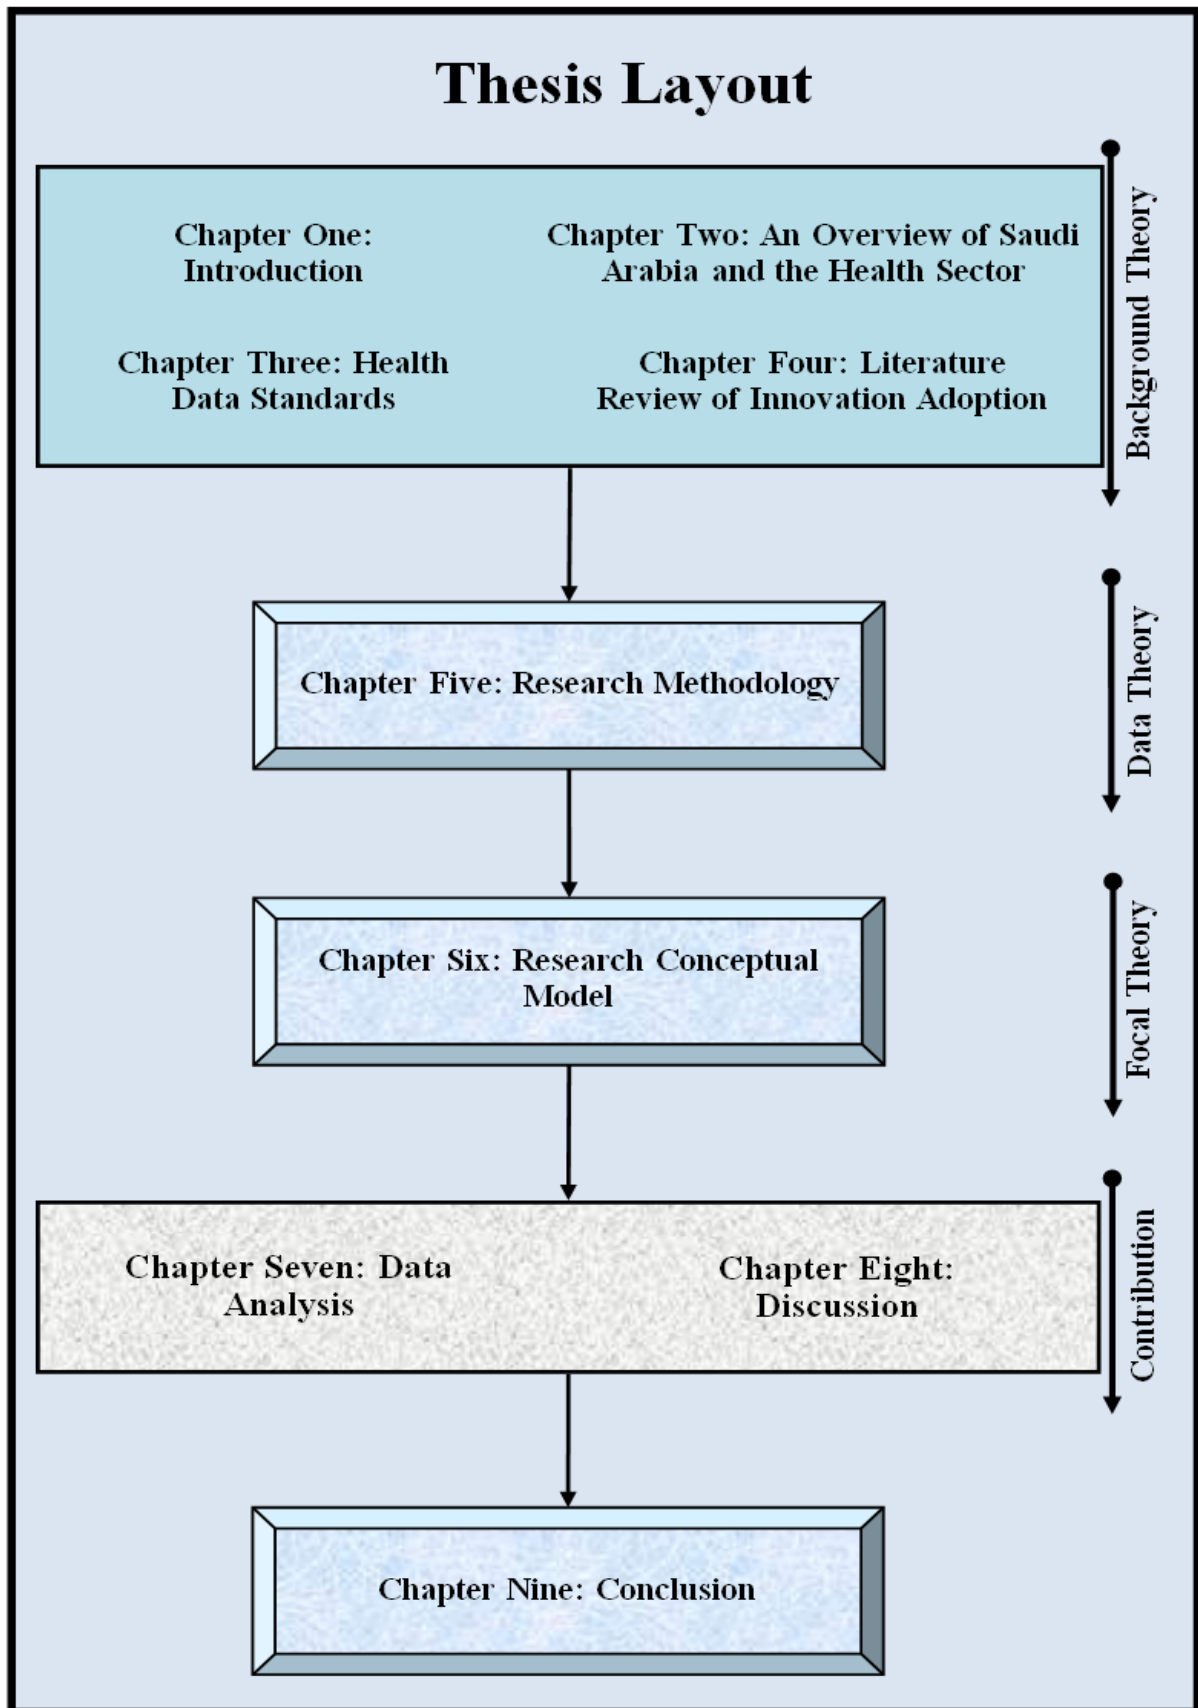 Thesis Layout
Chapter One:
Introduction
Chapter Two: An Overview of Saudi
Arabia and the Health Sector
Chapter Three: Health
Data Standards
Chapter Four: Literature
Review of Innovation Adoption
Background Theory
Chapter Five: Research Methodology
Data Theory
Chapter Six: Research Conceptual
Model
Focal Theory
Chapter Seven: Data
Analysis
Chapter Eight:
Discussion
Contribution
Chapter Nine: Conclusion